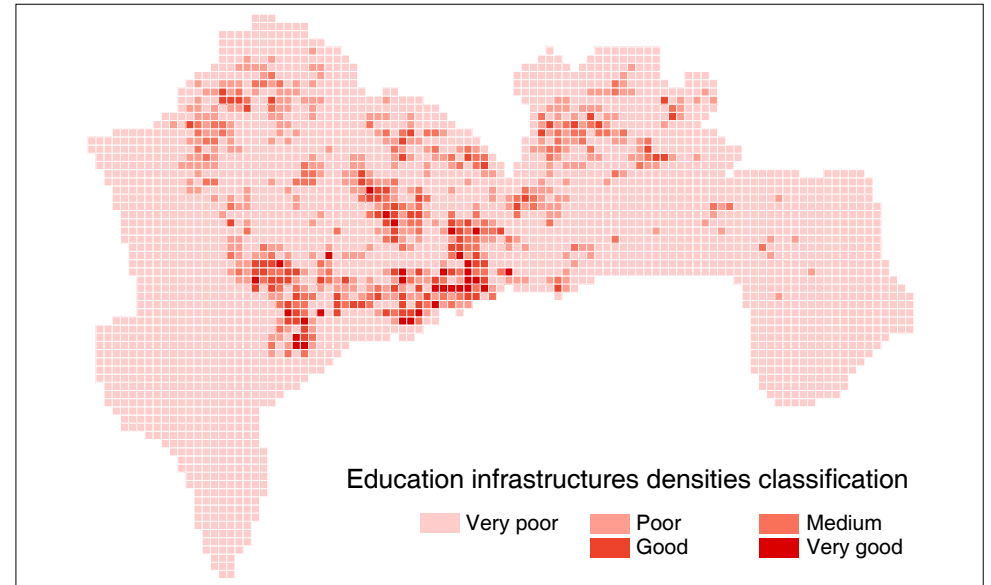 Education infrastructures densities classification
Very poor Poor Medium
Good Very good